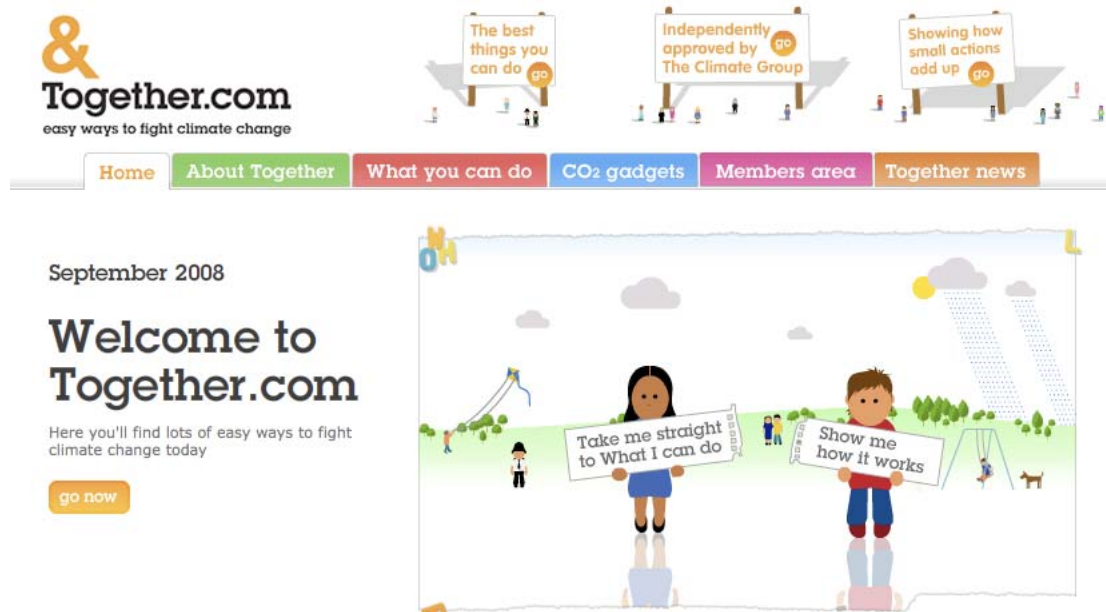 &
Together.com
easy ways to fight climate change
The best
things you
can do go
Independently
approved by go
The Climate Group
Showing how
small actions
add up go
Home
About Together
What you can do
CO₂ gadgets
Members area
Together news
September 2008
Welcome to
Together.com
Here you'll find lots of easy ways to fight
climate change today
go now
N
O H
L
Take me straight
to What I can do
Show me
how it works